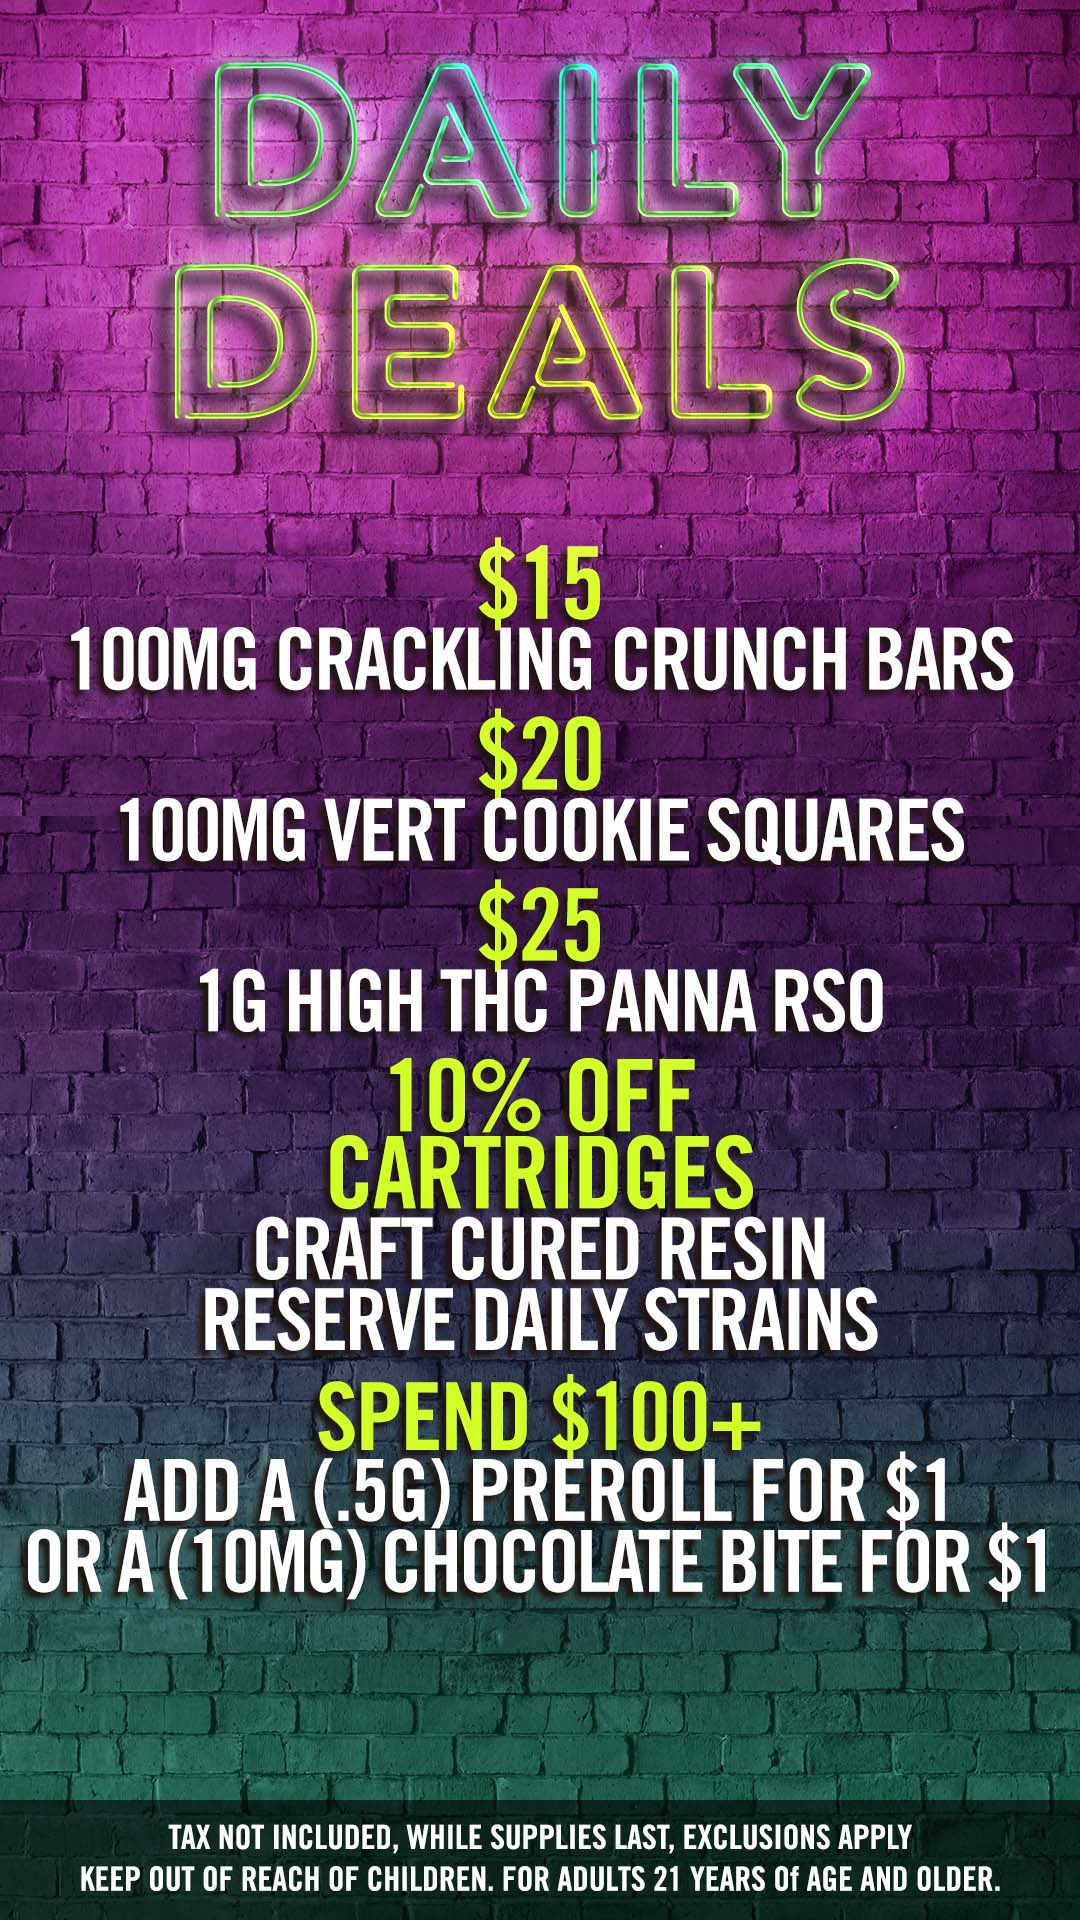 DAILY
DEALS
$15
100MG CRACKLING CRUNCH BARS
$20
100MG VERT COOKIE SQUARES
$25
1G HIGH THC PANNA RSO
10% OFF
CARTRIDGES
CRAFT CURED RESIN
RESERVE DAILY STRAINS
SPEND $100+
ADD A (.5G) PREROLL FOR $1
OR A (10MG) CHOCOLATE BITE FOR $1
TAX NOT INCLUDED, WHILE SUPPLIES LAST, EXCLUSIONS APPLY
KEEP OUT OF REACH OF CHILDREN. FOR ADULTS 21 YEARS Of AGE AND OLDER.